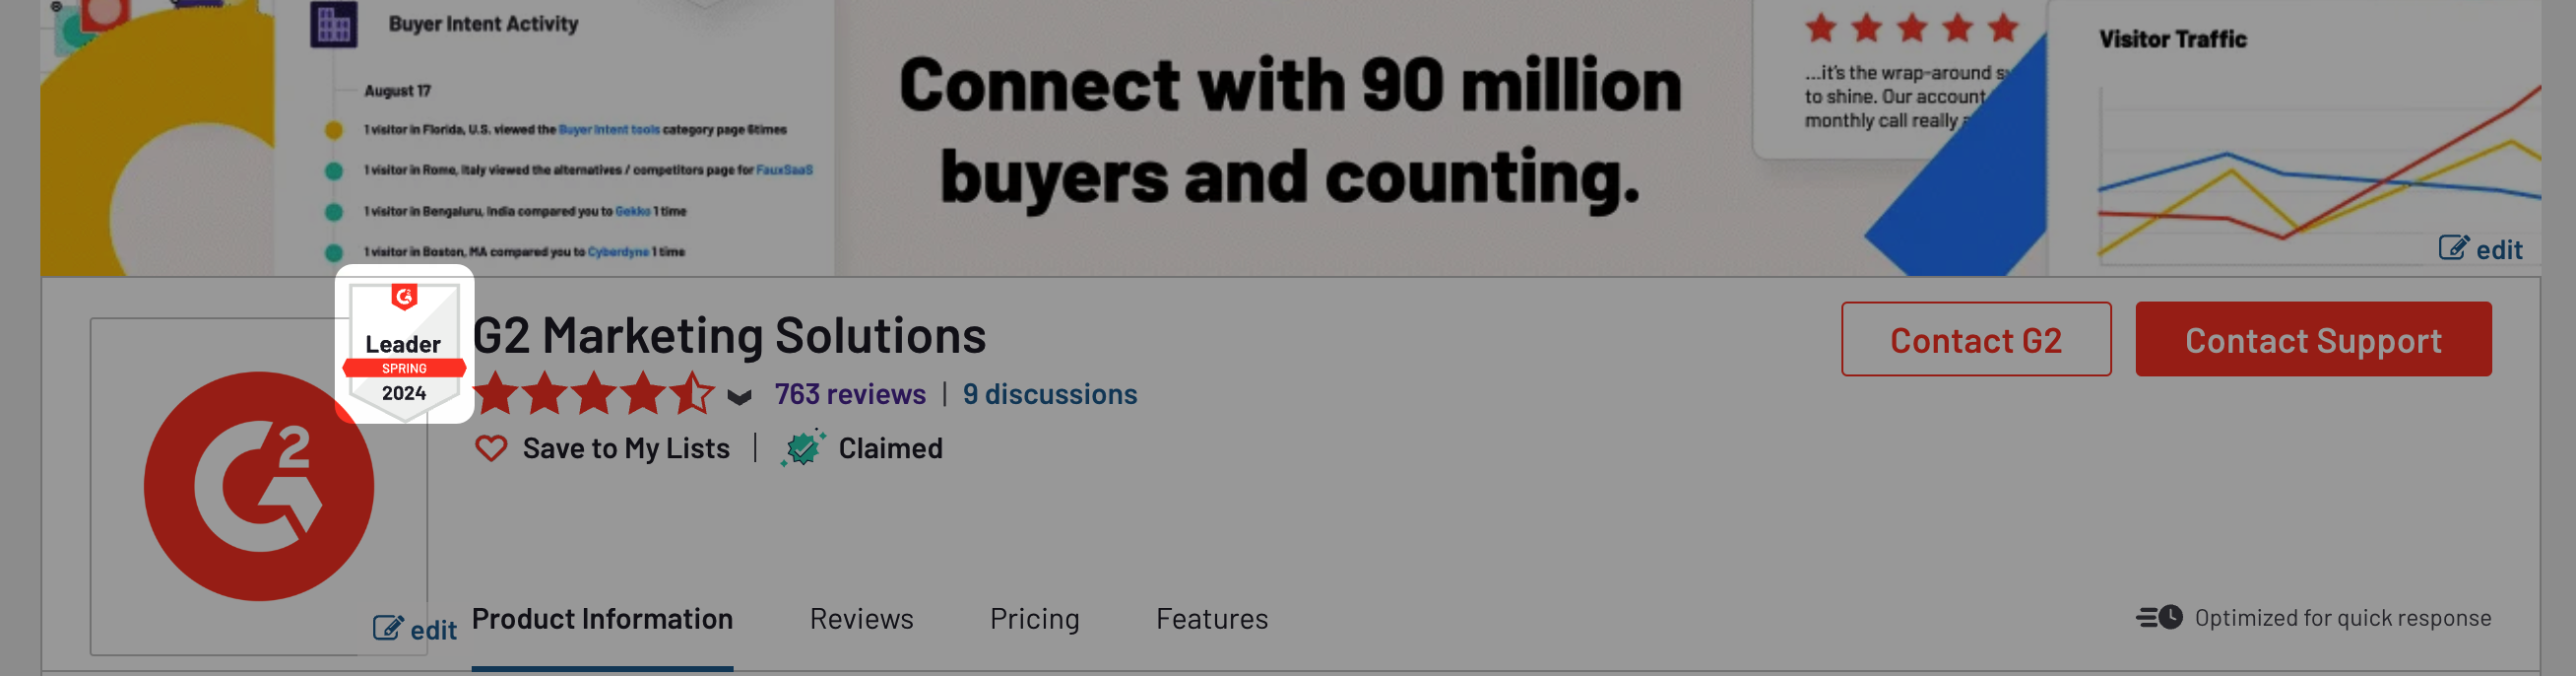 Buyer Intent Activity
August 17
1 visitor in Florida, U.S. viewed the Buyer Intent tools category page 6times
1 visitor in Rome, Italy viewed the alternatives / competitors page for FauxSaaS
1 visitor in Bengaluru, India compared you to Gekko 1 time
1 visitor in Boston, MA compared you to Cyberdyne 1 time
Connect with 90 million
buyers and counting.
...it's the wrap-around
to shine. Our account
monthly call really
Visitor Traffic
edit
G2
Leader
SPRING
2024
G2 Marketing Solutions
763 reviews | 9 discussions
Save to My Lists | Claimed
Contact G2
Contact Support
G2
edit
Product Information
Reviews
Pricing
Features
Optimized for quick response